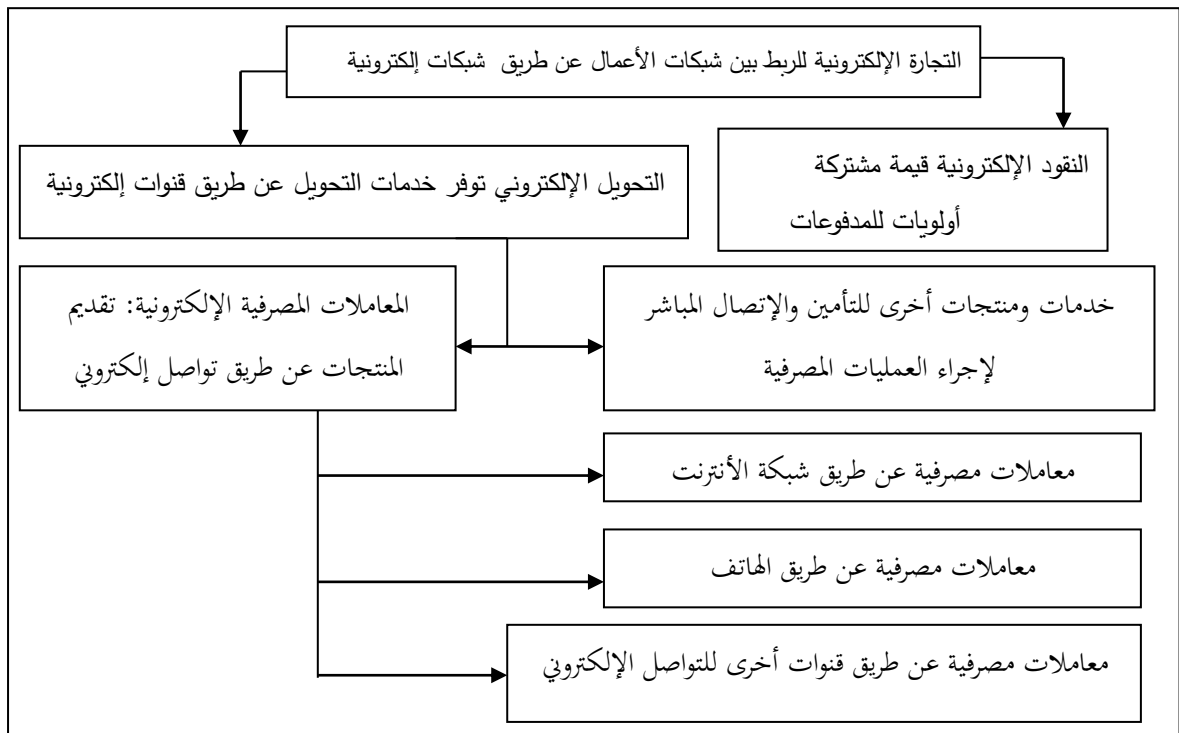 التجارة الإلكترونية للربط بين شبكات الأعمال عن طريق شبكات إلكترونية
النقود الإلكترونية قيمة مشتركة
أولويات للمدفوعات
التحويل الإلكتروني توفر خدمات التحويل عن طريق قنوات إلكترونية
خدمات ومنتجات أخرى للتأمين والإتصال المباشر
لإجراء العمليات المصرفية
المعاملات المصرفية الإلكترونية: تقديم
المنتجات عن طريق تواصل إلكتروني
معاملات مصرفية عن طريق شبكة الأنترنت
معاملات مصرفية عن طريق الهاتف
معاملات مصرفية عن طريق قنوات أخرى للتواصل الإلكتروني